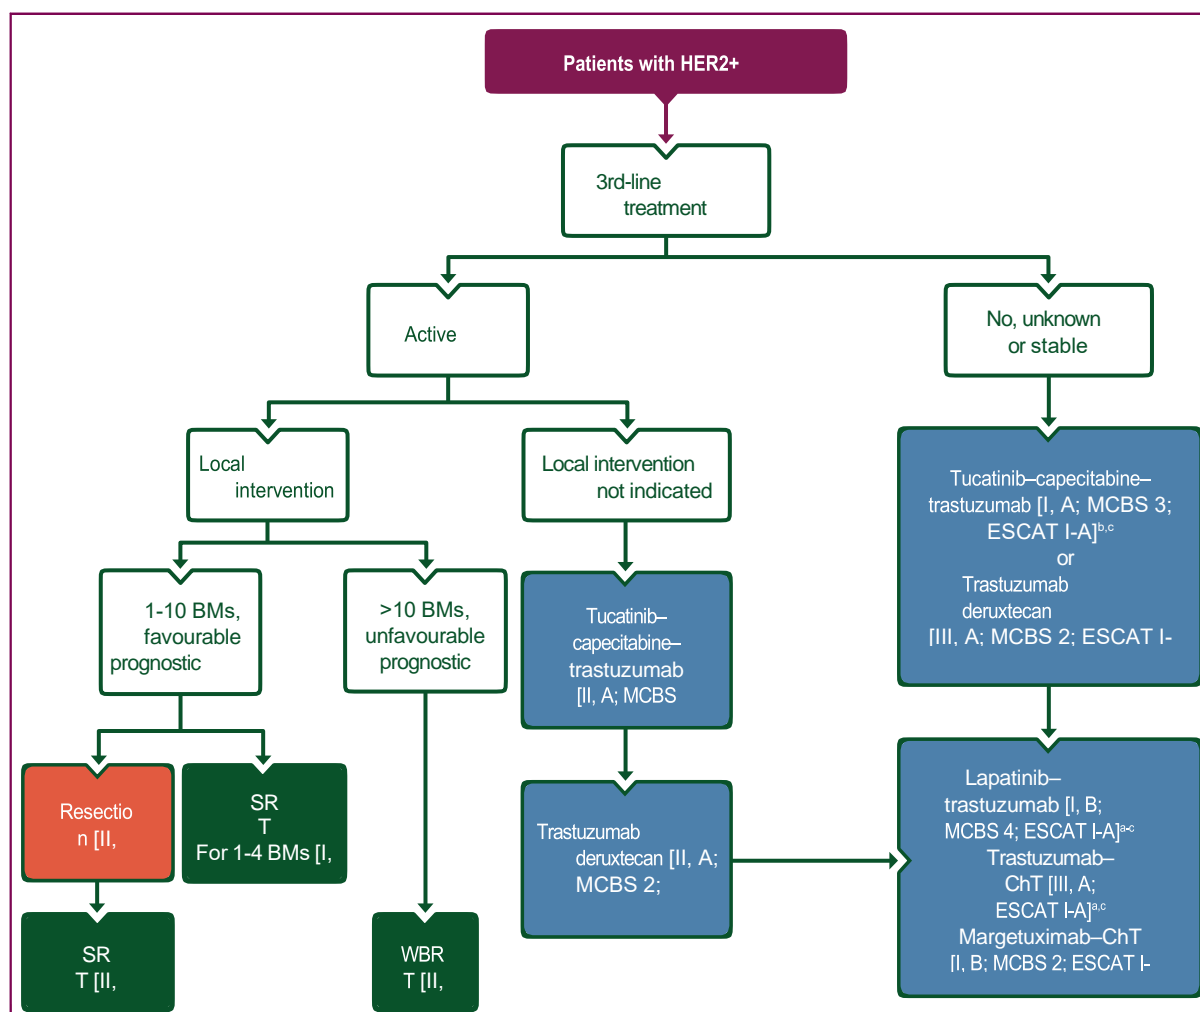 Patients with HER2+
3rd-line
treatment
Active
No, unknown
or stable
Local
intervention
Local intervention
not indicated
Tucatinib–capecitabine–
trastuzumab [I, A; MCBS 3;
ESCAT I-A]b,c
or
Trastuzumab
deruxtecan
[III, A; MCBS 2; ESCAT I-
1-10 BMs,
favourable
prognostic
>10 BMs,
unfavourable
prognostic
Tucatinib–
capecitabine–
trastuzumab
[II, A; MCBS
Resectio
n [II,
SR
T
For 1-4 BMs [I,
Trastuzumab
deruxtecan [II, A;
MCBS 2;
Lapatinib–
trastuzumab [I, B;
MCBS 4; ESCAT I-A]a-c
Trastuzumab–
ChT [III, A;
ESCAT I-A]a,c
Margetuximab–ChT
[I, B; MCBS 2; ESCAT I-
SR
T [II,
WBR
T [II,